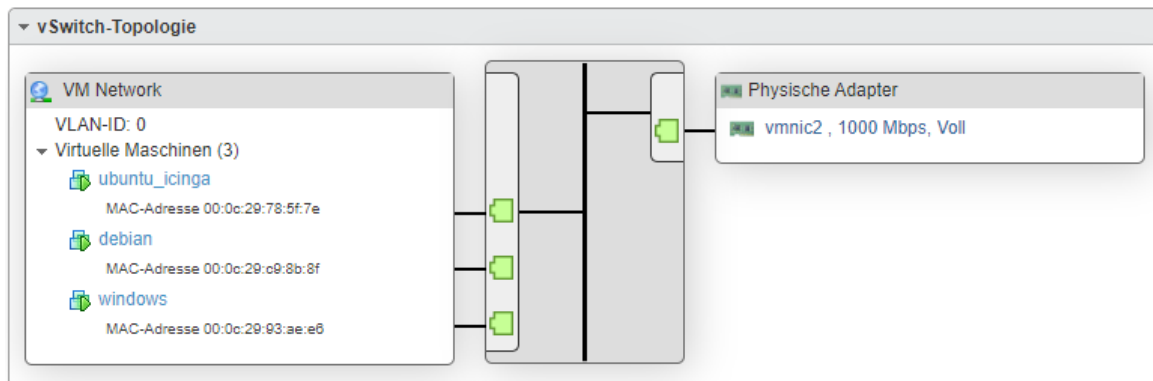 vSwitch-Topologie
VM Network
VLAN-ID: 0
Virtuelle Maschinen (3)
ubuntu_icinga
MAC-Adresse 00:0c:29:78:5f:7e
debian
MAC-Adresse 00:0c:29:c9:8b:8f
windows
MAC-Adresse 00:0c:29:93:ae:e6
Physische Adapter
vmnic2 , 1000 Mbps, Voll